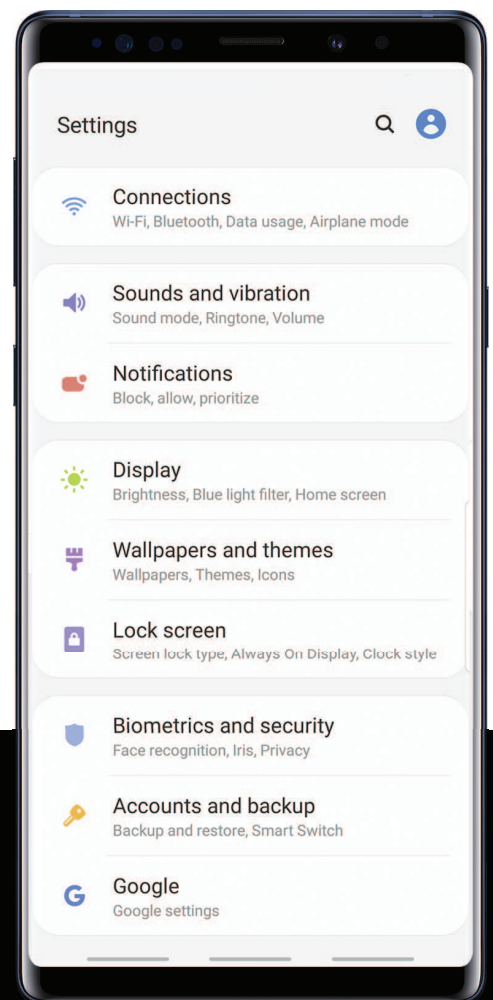 Settings
Connections
Wi-Fi, Bluetooth, Data usage, Airplane mode
Sounds and vibration
Sound mode, Ringtone, Volume
Notifications
Block, allow, prioritize
Display
Brightness, Blue light filter, Home screen
Wallpapers and themes
Wallpapers, Themes, Icons
Lock screen
Screen lock type, Always On Display, Clock style
Biometrics and security
Face recognition, Iris, Privacy
Accounts and backup
Backup and restore, Smart Switch
Google
Google settings